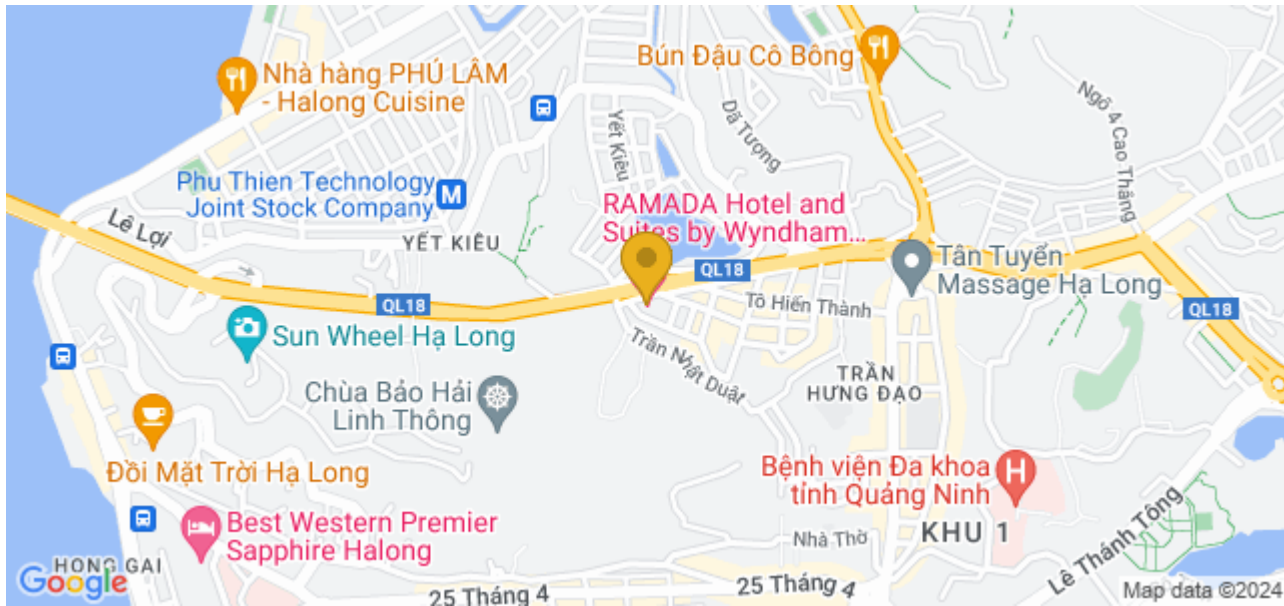 Bún Đậu Cô Bông
Nhà hàng PHÚ LÂM
- Halong Cuisine
Yết Kiêu
Dã Tượng
Ngõ 4 Cao Thắng
Phu Thien Technology
Joint Stock Company
RAMADA Hotel and
Suites by Wyndham...
Lê Lợi
YẾT KIÊU
QL18
Tân Tuyển
Massage Hạ Long
QL18
Tô Hiến Thành
QL18
Sun Wheel Hạ Long
Trần Nhật Duật
TRẦN
HƯNG ĐẠO
Chùa Bảo Hải
Linh Thông
Đồi Mặt Trời Hạ Long
Bệnh viện Đa khoa
tỉnh Quảng Ninh
Best Western Premier
Sapphire Halong
Nhà Thờ
KHU 1
Lê Thánh Tông
HONG GAI
Google
25 Tháng 4
25 Tháng 4
Map data ©2024